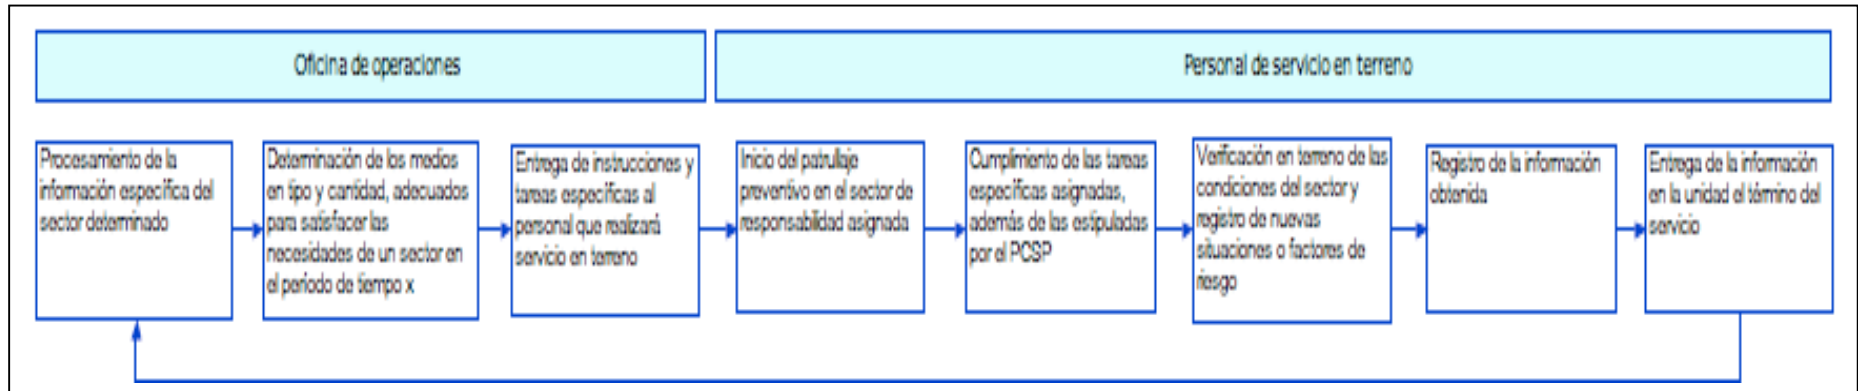 Oficina de operaciones
Personal de servicio en terreno
Procesamiento de la
información específica del
sector determinado
Determinación de los medios
en tipo y cantidad, adecuados
para satisfacer las
necesidades de un sector en
el periodo de tiempo x
Entrega de instrucciones y
tareas específicas al
personal que realizará
servicio en terreno
Inicio del patrullaje
preventivo en el sector de
responsabilidad asignada
Cumplimiento de las tareas
específicas asignadas,
además de las estipuladas
por el PCSP
Verificación en terreno de las
condiciones del sector y
registro de nuevas
situaciones o factores de
riesgo
Registro de la información
obtenida
Entrega de la información
en la unidad el término del
servicio